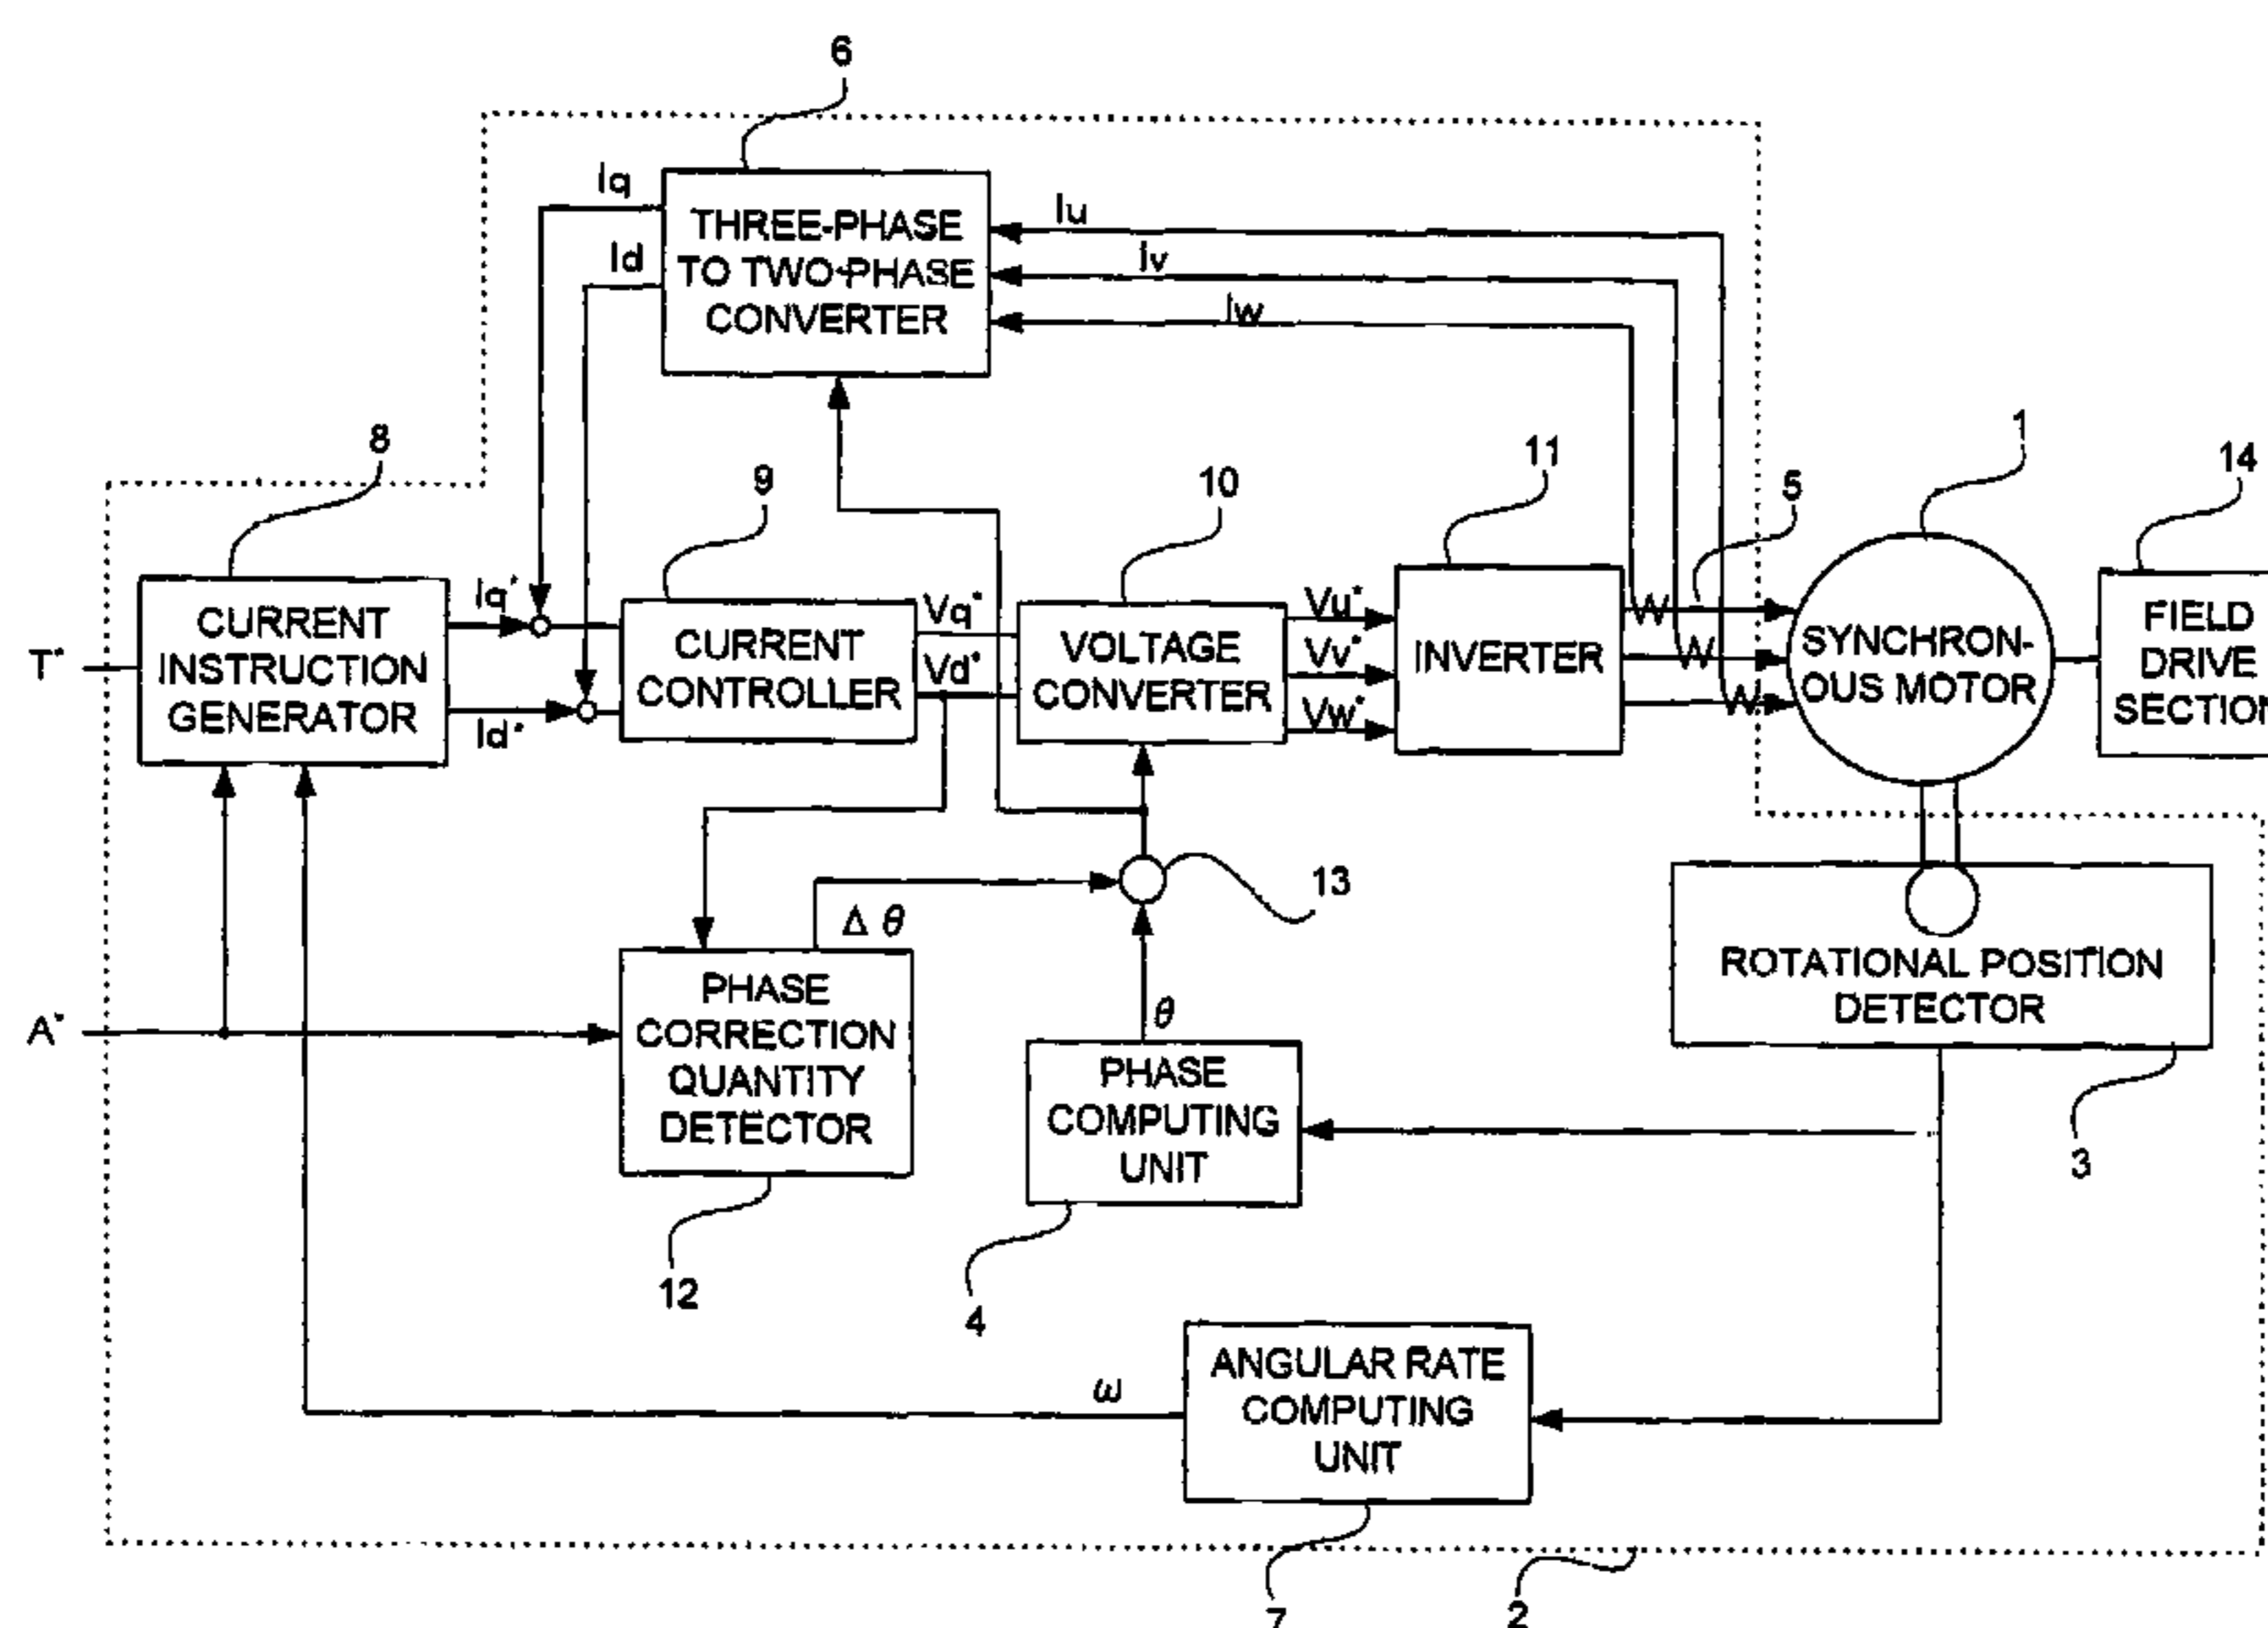 6
Iq
THREE-PHASE
TO TWO-PHASE
CONVERTER
Id
Iu
Iv
Iw
8
9
10
11
5
1
14
T*
CURRENT
INSTRUCTION
GENERATOR
Iq*
Id*
CURRENT
CONTROLLER
Vq*
Vd*
VOLTAGE
CONVERTER
Vu*
Vv*
Vw*
INVERTER
SYNCHRON-
OUS MOTOR
FIELD
DRIVE
SECTION
13
Δθ
A*
PHASE
CORRECTION
QUANTITY
DETECTOR
12
θ
PHASE
COMPUTING
UNIT
4
ROTATIONAL POSITION
DETECTOR
3
ω
ANGULAR RATE
COMPUTING
UNIT
7
2